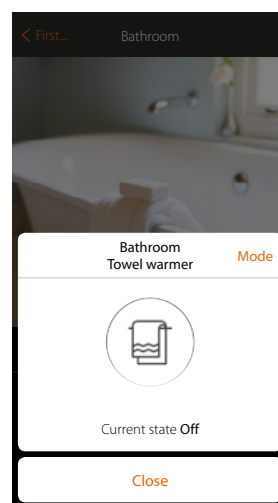 < First... Bathroom
Bathroom
Towel warmer
Mode
Current state Off
Close